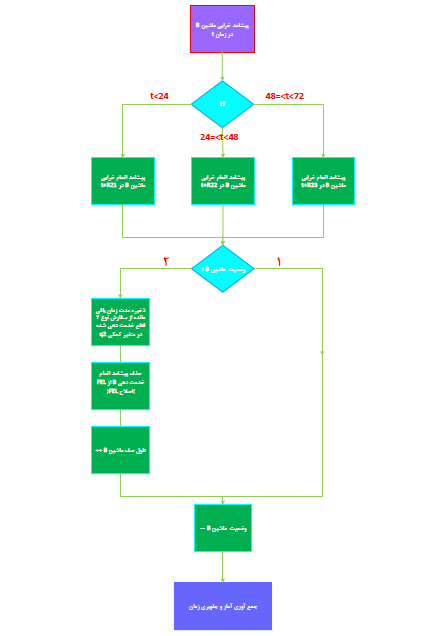 پیشامد خرابی ماشین B
در زمان t
t?
t<24
48=<t<72
24=<t<48
پیشامد اتمام خرابی
ماشین B در t+R21
پیشامد اتمام خرابی
ماشین B در t+R22
پیشامد اتمام خرابی
ماشین B در t+R23
وضعیت ماشین B ؟
۲
۱
ذخیره مدت زمان باقی
مانده از سفارش نوع ۲
خدمت دهی شده
در متغیر کمکی q2
حذف پیشامد اتمام
خدمت دهی B از FEL
(اصلاح FEL)
طول صف ماشین B ++
وضعیت ماشین B --
جمع آوری آمار و جلوبری زمان